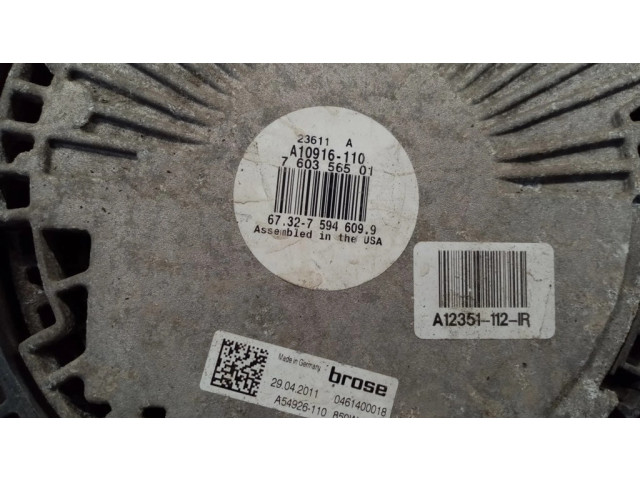 23611 A
A10916-110
7 603 565 01
67.32-7 594 609.9
Assembled in the USA
A12351-112-IR
Made in Germany
brose
29.04.2011 0461400018
A54926-110